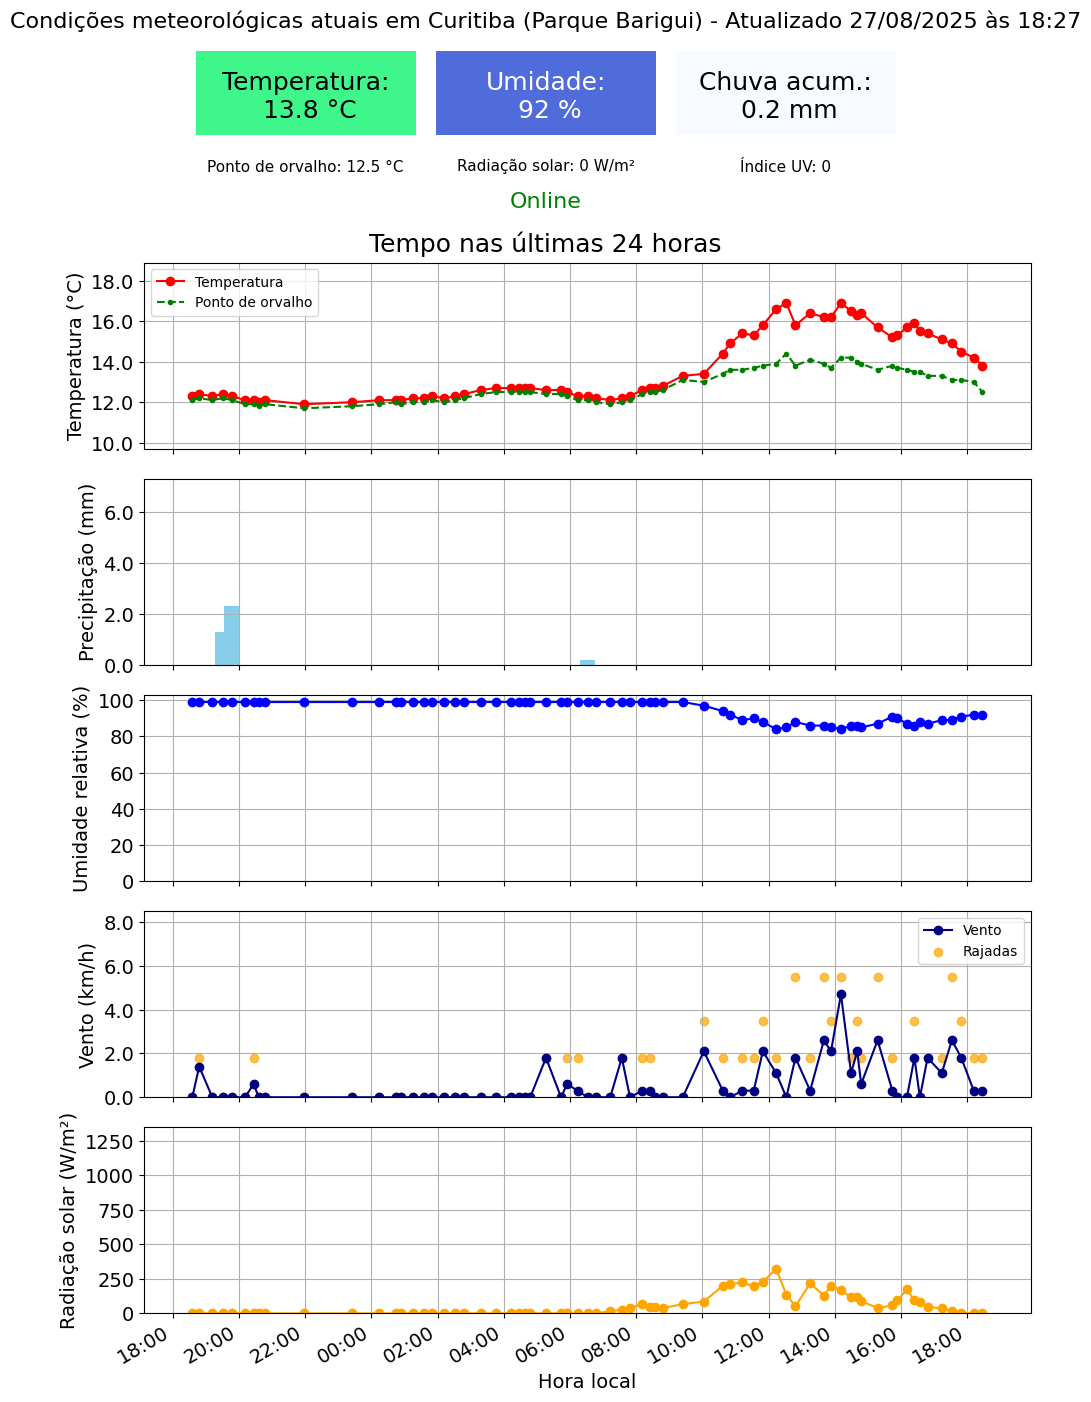 Condições meteorológicas atuais em Curitiba (Parque Barigui) - Atualizado 27/08/2025 às 18:27
Temperatura:
13.8 °C
Umidade:
92 %
Chuva acum.:
0.2 mm
Ponto de orvalho: 12.5 °C
Radiação solar: 0 W/m²
Índice UV: 0
Online
Tempo nas últimas 24 horas
Temperatura (°C)
18.0
16.0
14.0
12.0
10.0
Temperatura
Ponto de orvalho
Precipitação (mm)
6.0
4.0
2.0
0.0
Umidade relativa (%)
100
80
60
40
20
0
Vento (km/h)
8.0
6.0
4.0
2.0
0.0
Vento
Rajadas
Radiação solar (W/m²)
1250
1000
750
500
250
0
18:00
20:00
22:00
00:00
02:00
04:00
06:00
08:00
10:00
12:00
14:00
16:00
18:00
Hora local